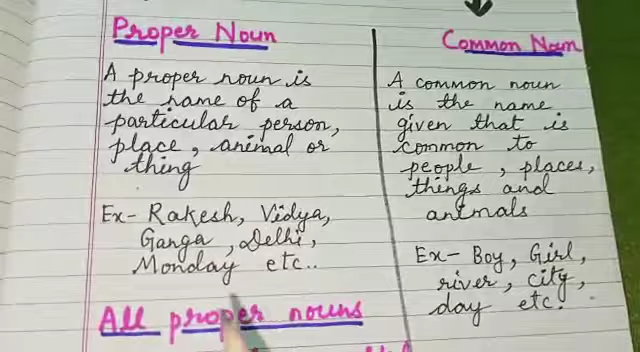 Proper Noun
A proper noun is
the name of a
particular person,
place, animal or
thing
Ex- Rakesh, Vidya,
Ganga, Delhi,
Monday etc..
All proper nouns
Common Noun
A common noun
is the name
given that is
common to
people, places,
things and
animals
Ex- Boy, Girl,
river, city,
day etc.